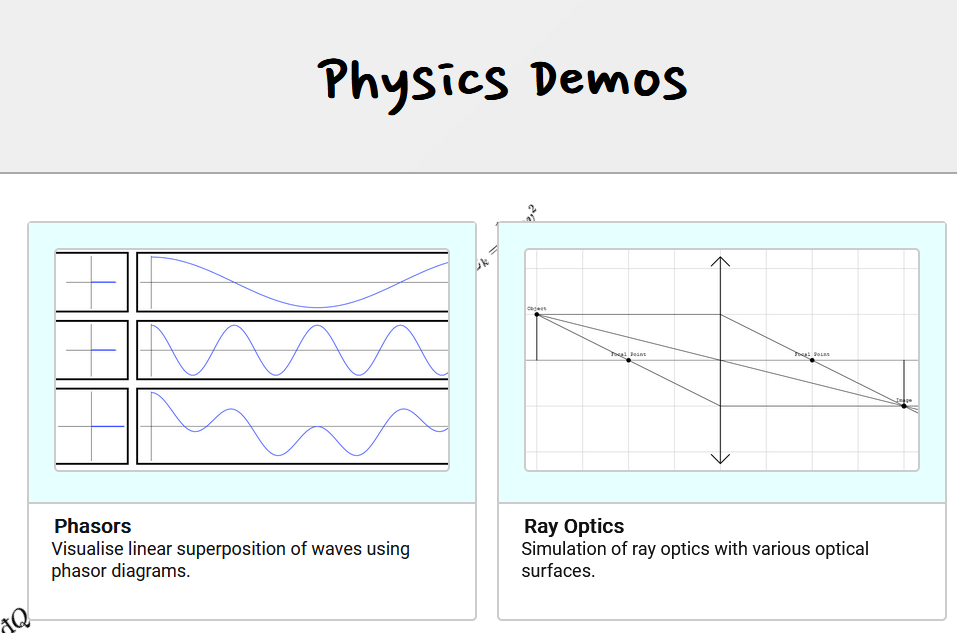 Physics Demos
Object
Focal Point
Focal Point
Image
Phasors
Visualise linear superposition of waves using
phasor diagrams.
Ray Optics
Simulation of ray optics with various optical
surfaces.
đQ